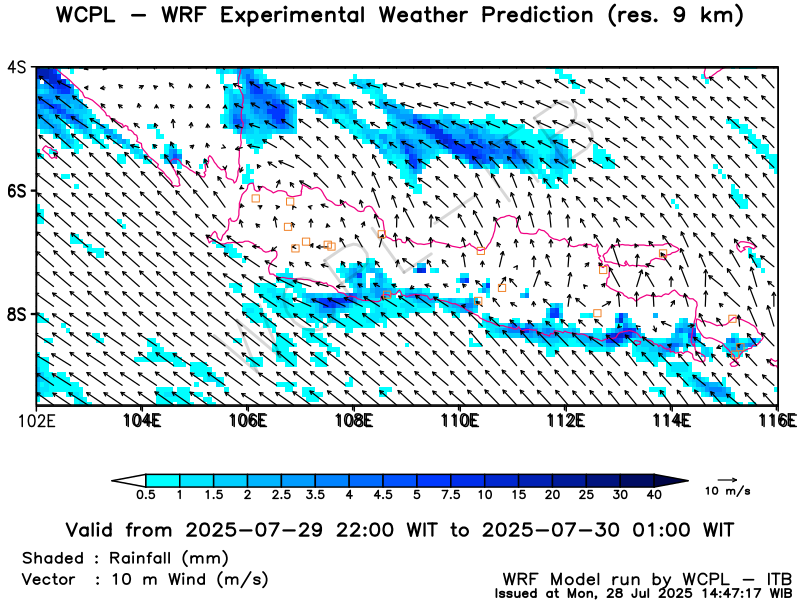 WCPL – WRF Experimental Weather Prediction (res. 9 km)
4S
6S
8S
102E 104E 106E 108E 110E 112E 114E 116E
0.5 1 1.5 2 2.5 3.5 4 4.5 5 7.5 10 15 20 25 30 40
10 m/s
Valid from 2025-07-29 22:00 WIT to 2025-07-30 01:00 WIT
Shaded : Rainfall (mm)
Vector : 10 m Wind (m/s)
WRF Model run by WCPL – ITB
Issued at Mon, 28 Jul 2025 14:47:17 WIB